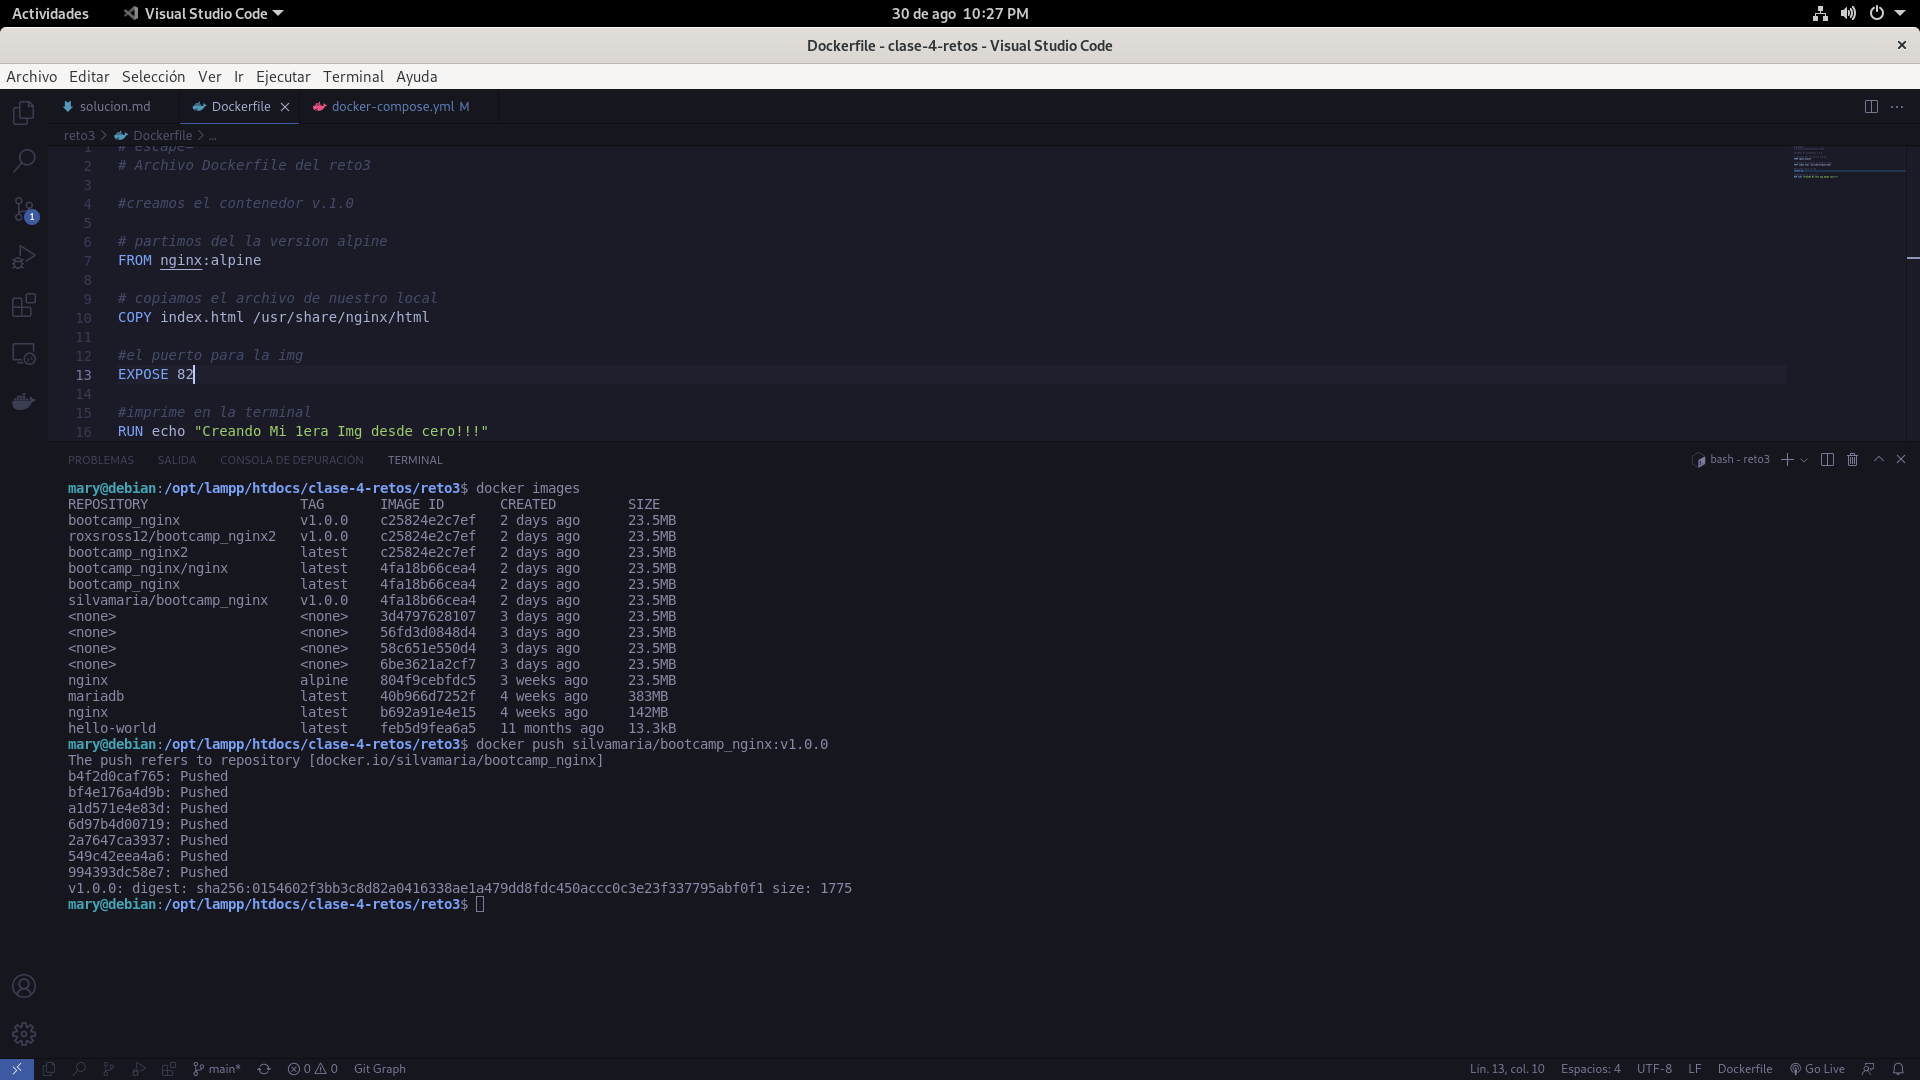 Actividades Visual Studio Code 30 de ago 10:27 PM
Dockerfile - clase-4-retos - Visual Studio Code
Archivo Editar Selección Ver Ir Ejecutar Terminal Ayuda
solucion.md Dockerfile docker-compose.yml M
reto3 > Dockerfile > ...
1 # escape=
2 # Archivo Dockerfile del reto3
3
4 #creamos el contenedor v.1.0
5
6 # partimos del la version alpine
7 FROM nginx:alpine
8
9 # copiamos el archivo de nuestro local
10 COPY index.html /usr/share/nginx/html
11
12 #el puerto para la img
13 EXPOSE 82
14
15 #imprime en la terminal
16 RUN echo "Creando Mi 1era Img desde cero!!!"
1
PROBLEMAS SALIDA CONSOLA DE DEPURACIÓN TERMINAL bash - reto3
mary@debian:/opt/lampp/htdocs/clase-4-retos/reto3$ docker images
REPOSITORY TAG IMAGE ID CREATED SIZE
bootcamp_nginx v1.0.0 c25824e2c7ef 2 days ago 23.5MB
roxsross12/bootcamp_nginx2 v1.0.0 c25824e2c7ef 2 days ago 23.5MB
bootcamp_nginx2 latest c25824e2c7ef 2 days ago 23.5MB
bootcamp_nginx/nginx latest 4fa18b66cea4 2 days ago 23.5MB
bootcamp_nginx latest 4fa18b66cea4 2 days ago 23.5MB
silvamaria/bootcamp_nginx v1.0.0 4fa18b66cea4 2 days ago 23.5MB
<none> <none> 3d4797628107 3 days ago 23.5MB
<none> <none> 56fd3d0848d4 3 days ago 23.5MB
<none> <none> 58c651e550d4 3 days ago 23.5MB
<none> <none> 6be3621a2cf7 3 days ago 23.5MB
nginx alpine 804f9cebfdc5 3 weeks ago 23.5MB
mariadb latest 40b966d7252f 4 weeks ago 383MB
nginx latest b692a91e4e15 4 weeks ago 142MB
hello-world latest feb5d9fea6a5 11 months ago 13.3kB
mary@debian:/opt/lampp/htdocs/clase-4-retos/reto3$ docker push silvamaria/bootcamp_nginx:v1.0.0
The push refers to repository [docker.io/silvamaria/bootcamp_nginx]
b4f2d0caf765: Pushed
bf4e176a4d9b: Pushed
a1d571e4e83d: Pushed
6d97b4d00719: Pushed
2a7647ca3937: Pushed
549c42eea4a6: Pushed
994393dc58e7: Pushed
v1.0.0: digest: sha256:0154602f3bb3c8d82a0416338ae1a479dd8fdc450accc0c3e23f337795abf0f1 size: 1775
mary@debian:/opt/lampp/htdocs/clase-4-retos/reto3$
main* 0 0 Git Graph Lín. 13, col. 10 Espacios: 4 UTF-8 LF Dockerfile Go Live